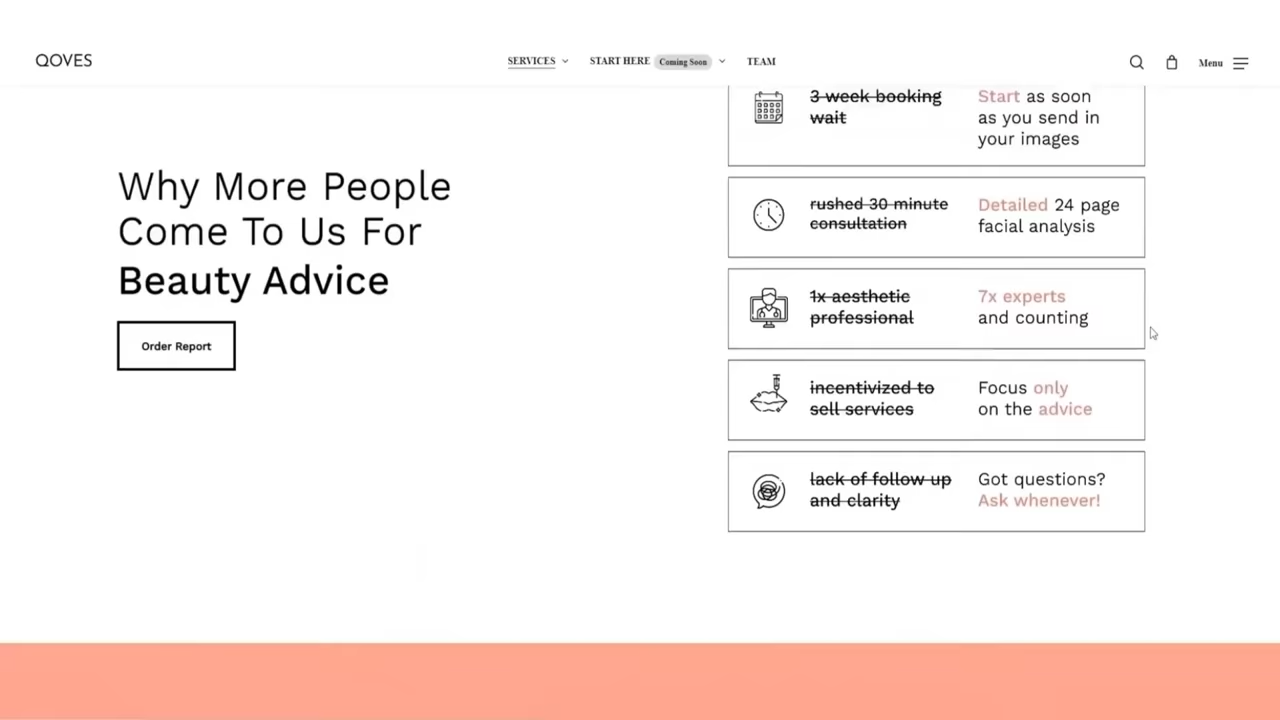 QOVES
SERVICES
START HERE Coming Soon
TEAM
Menu
Why More People
Come To Us For
Beauty Advice
Order Report
3 week booking
wait
Start as soon
as you send in
your images
rushed 30 minute
consultation
Detailed 24 page
facial analysis
1x aesthetic
professional
7x experts
and counting
incentivized to
sell services
Focus only
on the advice
lack of follow up
and clarity
Got questions?
Ask whenever!